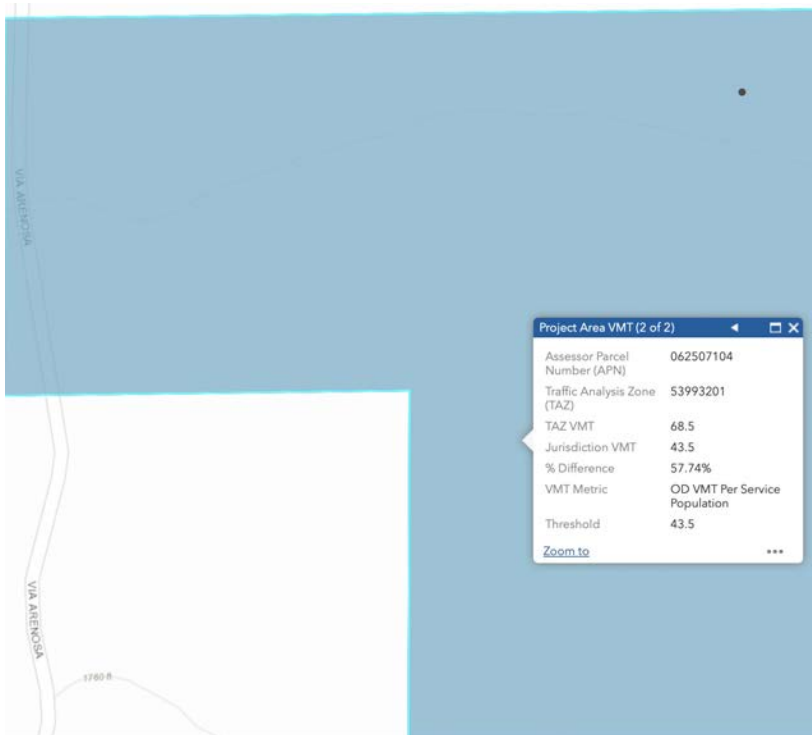 VIA ARENOSA
Project Area VMT (2 of 2)
Assessor Parcel Number (APN) 062507104
Traffic Analysis Zone (TAZ) 53993201
TAZ VMT 68.5
Jurisdiction VMT 43.5
% Difference 57.74%
VMT Metric OD VMT Per Service Population
Threshold 43.5
Zoom to
VIA ARENOSA
1760 ft